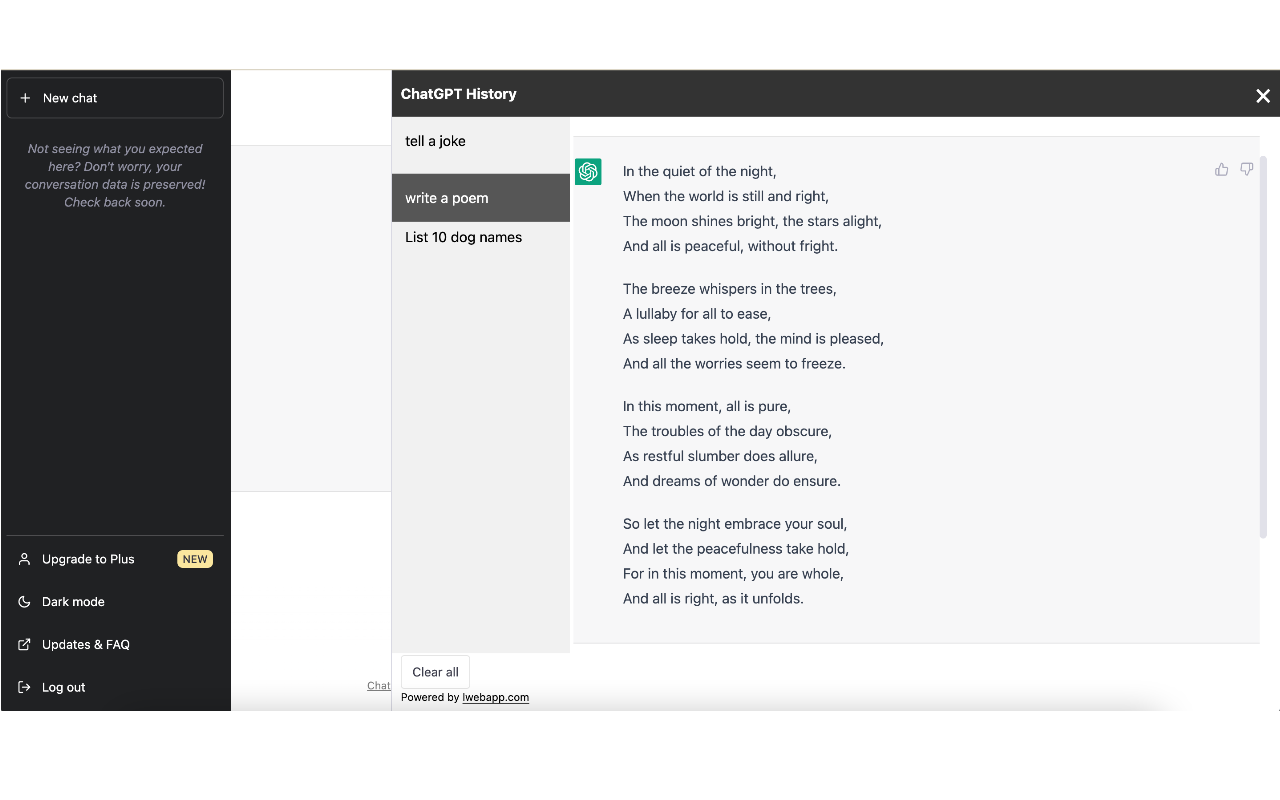 New chat
Not seeing what you expected
here? Don't worry, your
conversation data is preserved!
Check back soon.
Upgrade to Plus NEW
Dark mode
Updates & FAQ
Log out
Chat
ChatGPT History
tell a joke
write a poem
List 10 dog names
In the quiet of the night,
When the world is still and right,
The moon shines bright, the stars alight,
And all is peaceful, without fright.
The breeze whispers in the trees,
A lullaby for all to ease,
As sleep takes hold, the mind is pleased,
And all the worries seem to freeze.
In this moment, all is pure,
The troubles of the day obscure,
As restful slumber does allure,
And dreams of wonder do ensure.
So let the night embrace your soul,
And let the peacefulness take hold,
For in this moment, you are whole,
And all is right, as it unfolds.
Clear all
Powered by lwebapp.com